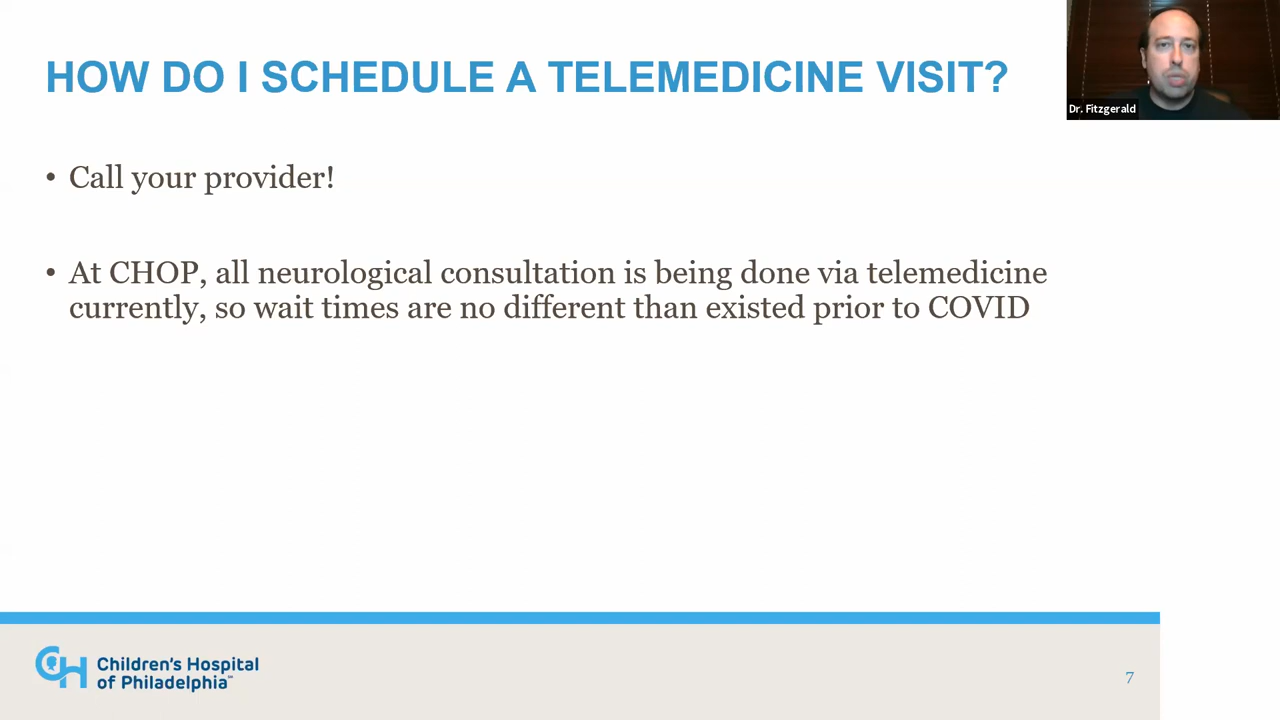 HOW DO I SCHEDULE A TELEMEDICINE VISIT?
Dr. Fitzgerald
• Call your provider!
• At CHOP, all neurological consultation is being done via telemedicine
currently, so wait times are no different than existed prior to COVID
CH Children's Hospital
of Philadelphia
7